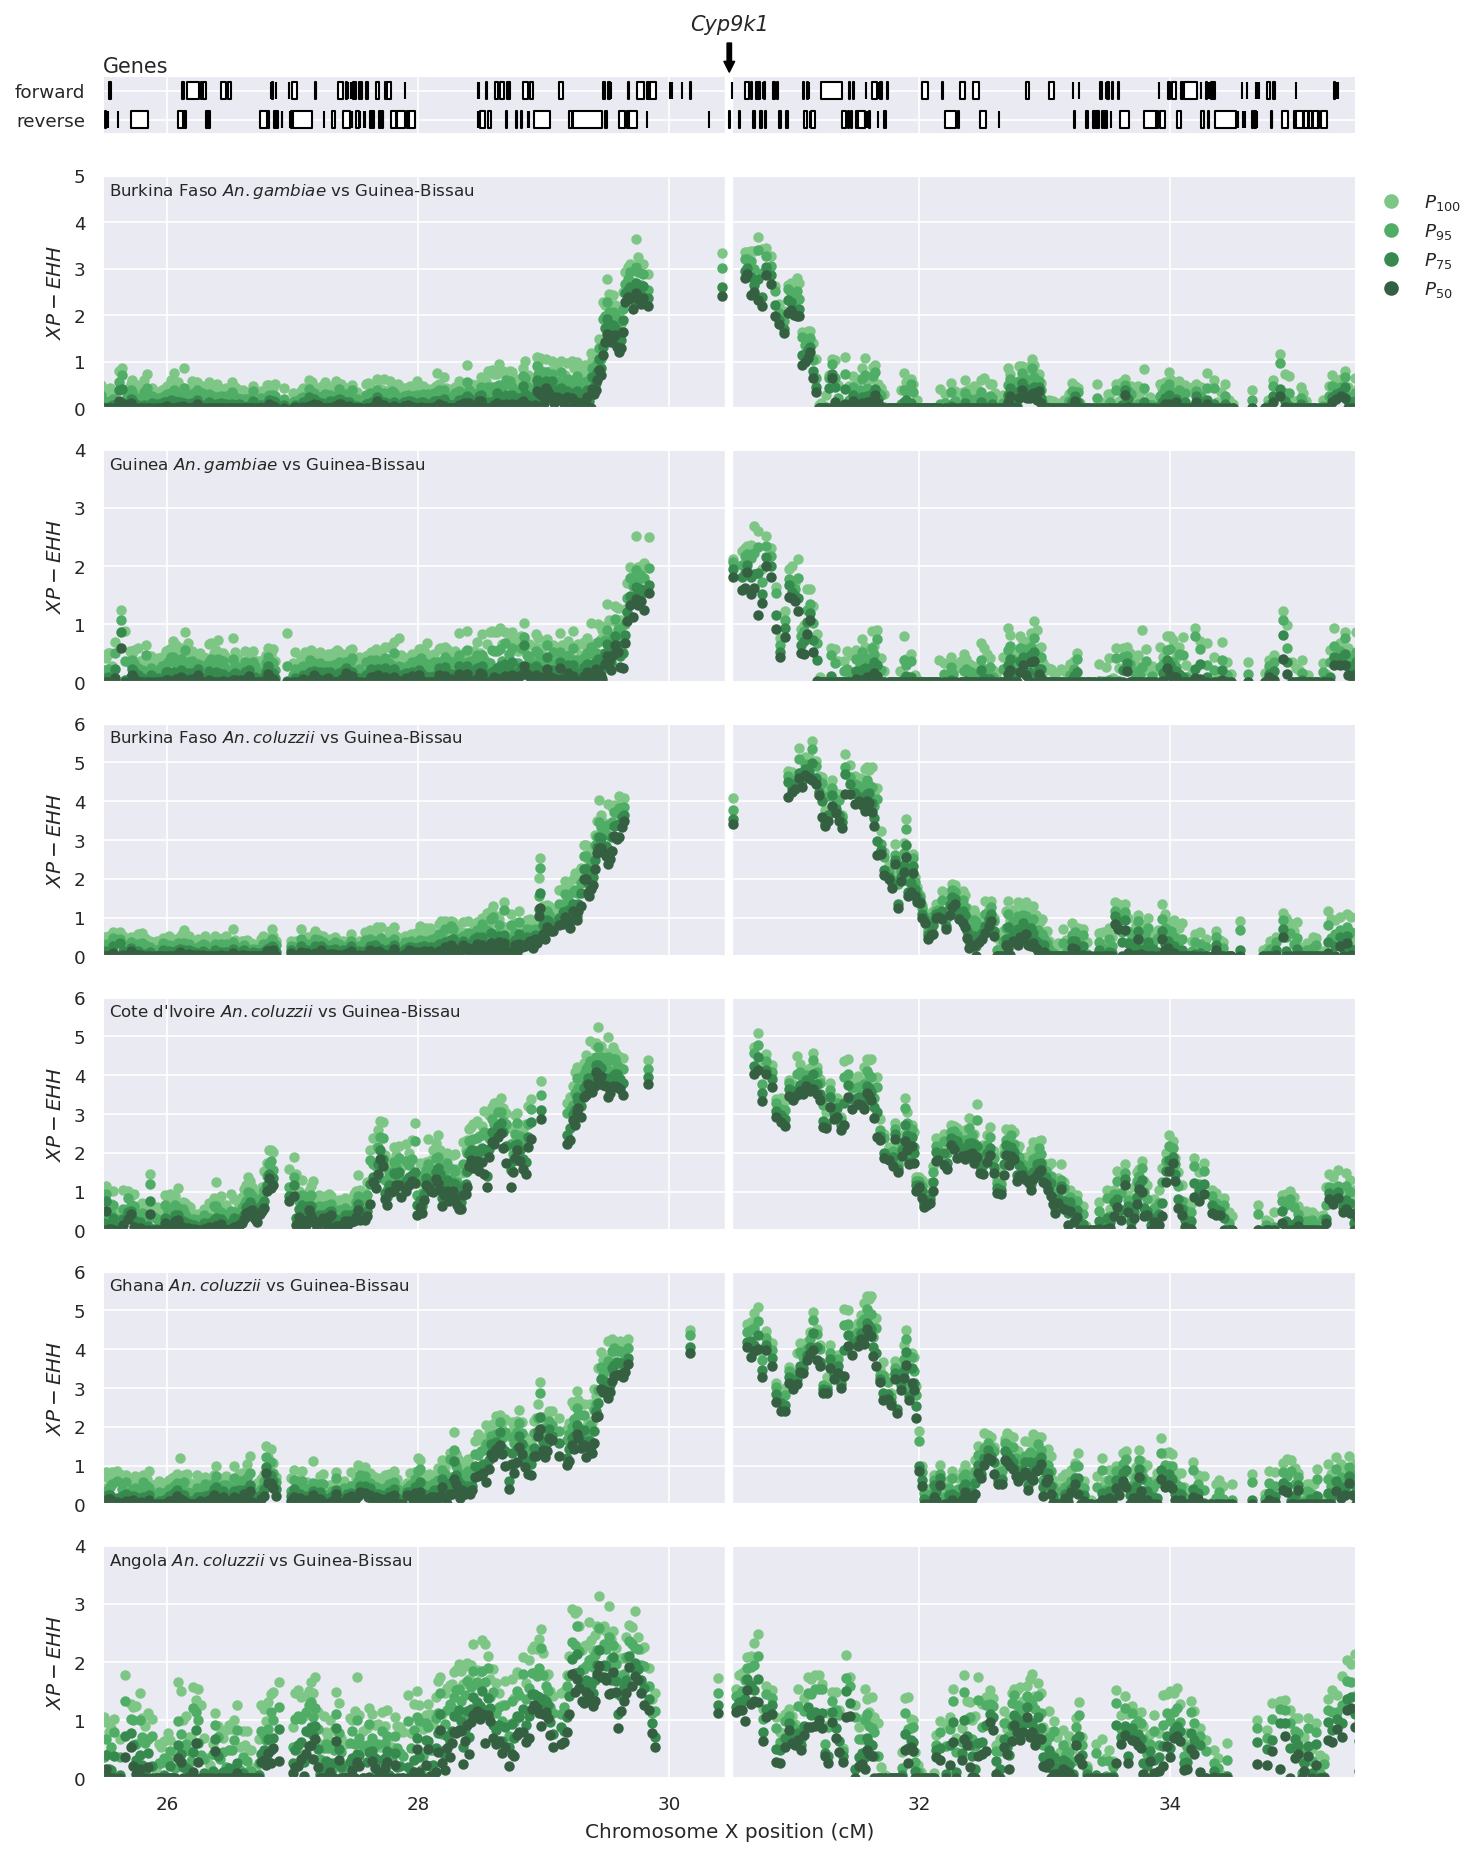 Cyp9k1
Genes
forward
reverse
5
4
3
2
1
0
XP − EHH
Burkina Faso An. gambiae vs Guinea-Bissau
P100
P95
P75
P50
4
3
2
1
0
XP − EHH
Guinea An. gambiae vs Guinea-Bissau
6
5
4
3
2
1
0
XP − EHH
Burkina Faso An. coluzzii vs Guinea-Bissau
6
5
4
3
2
1
0
XP − EHH
Cote d'Ivoire An. coluzzii vs Guinea-Bissau
6
5
4
3
2
1
0
XP − EHH
Ghana An. coluzzii vs Guinea-Bissau
4
3
2
1
0
XP − EHH
Angola An. coluzzii vs Guinea-Bissau
26 28 30 32 34
Chromosome X position (cM)